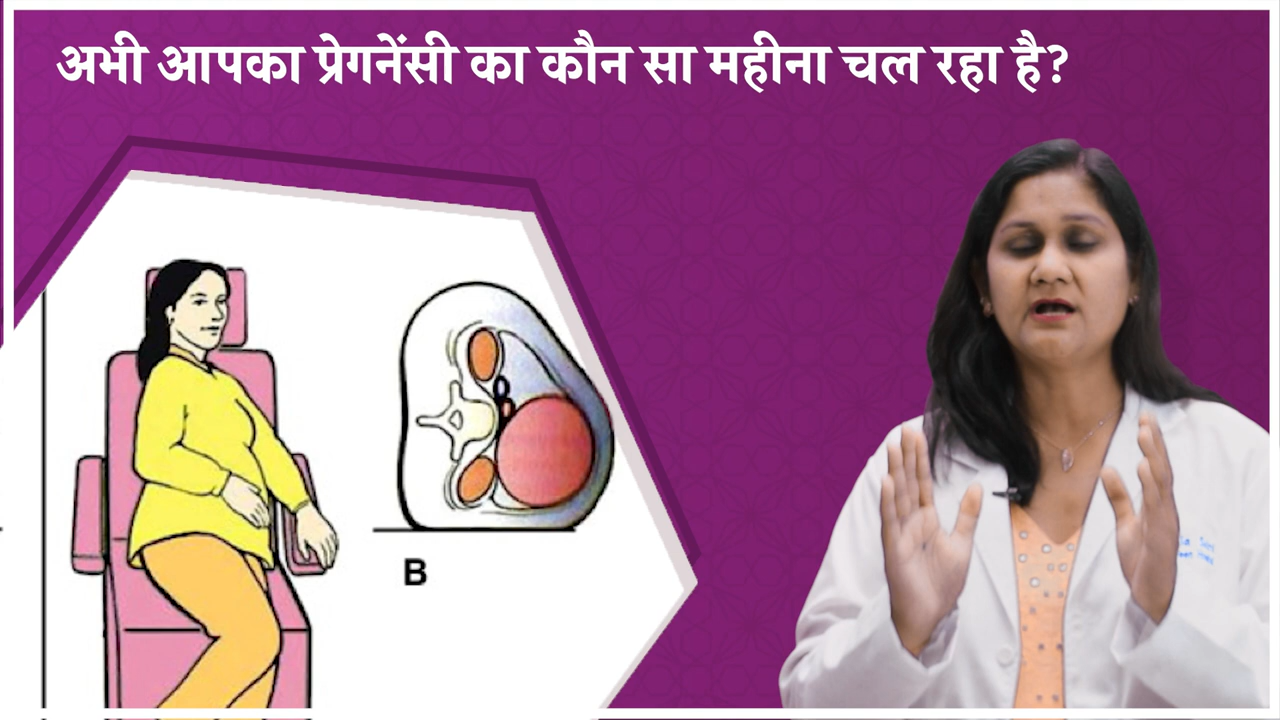 अभी आपका प्रेगनेंसी का कौन सा महीना चल रहा है?
B